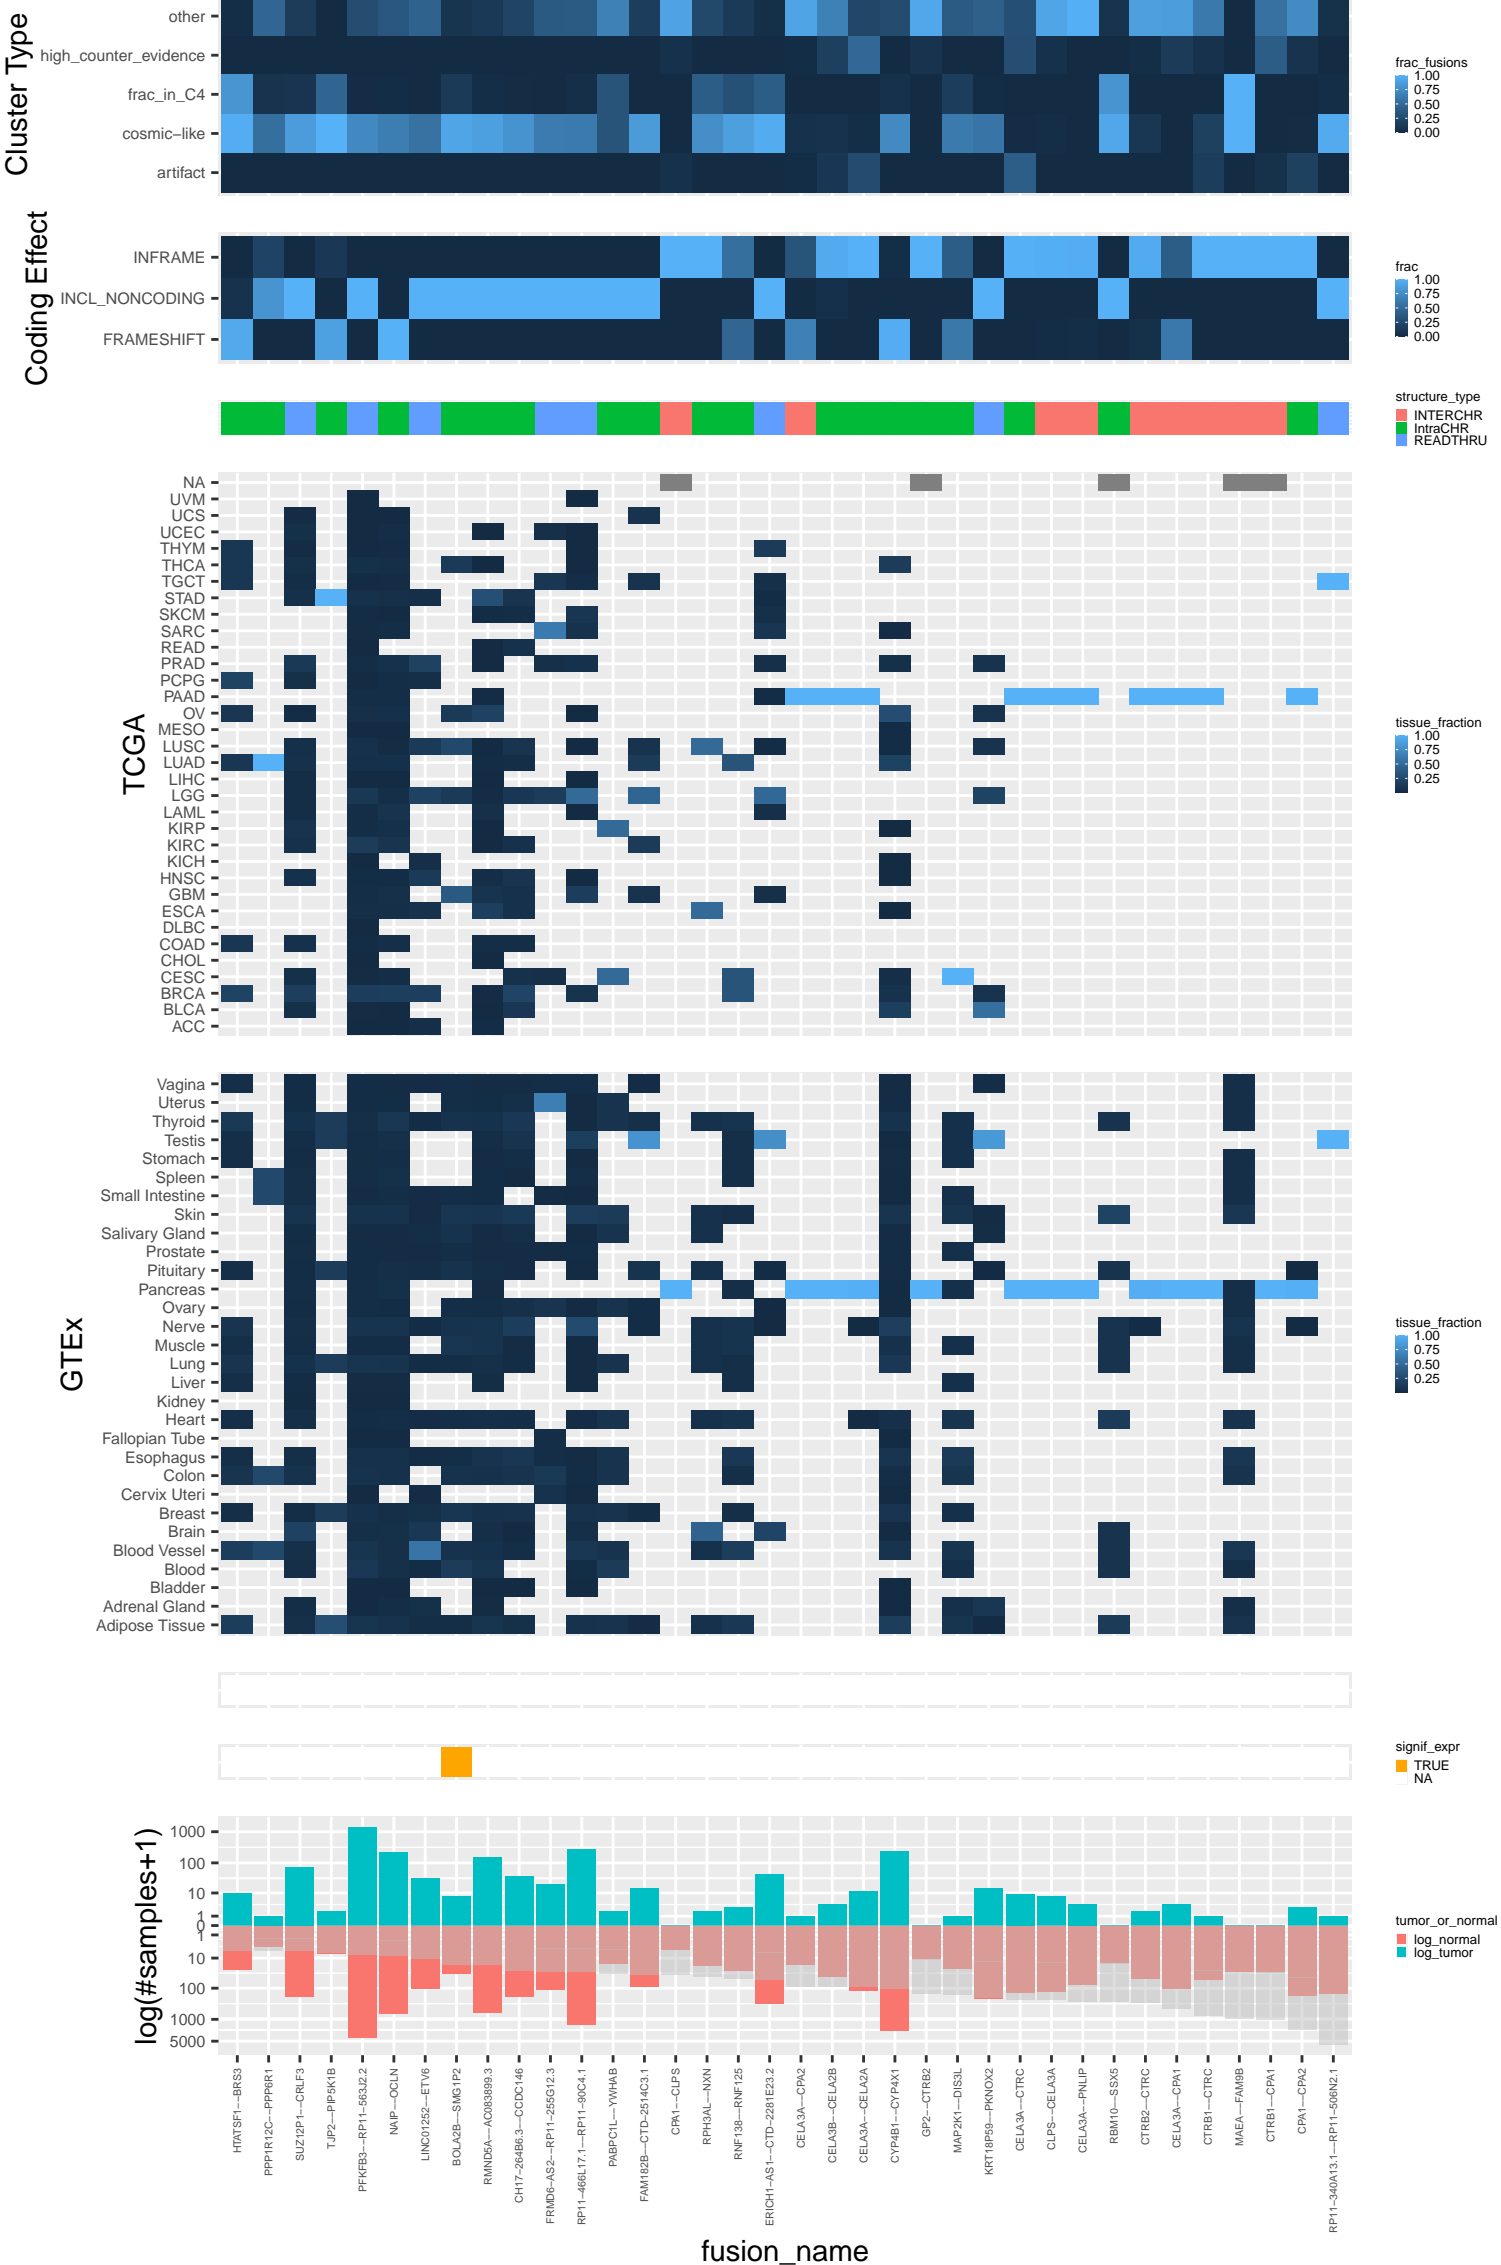 Cluster Type
other
high_counter_evidence
frac_in_C4
cosmic-like
artifact
frac_fusions
1.00
0.75
0.50
0.25
0.00
Coding Effect
INFRAME
INCL_NONCODING
FRAMESHIFT
frac
1.00
0.75
0.50
0.25
0.00
structure_type
INTERCHR
IntraCHR
READTHRU
TCGA
NA
UVM
UCS
UCEC
THYM
THCA
TGCT
STAD
SKCM
SARC
READ
PRAD
PCPG
PAAD
OV
MESO
LUSC
LUAD
LIHC
LGG
LAML
KIRP
KIRC
KICH
HNSC
GBM
ESCA
DLBC
COAD
CHOL
CESC
BRCA
BLCA
ACC
tissue_fraction
1.00
0.75
0.50
0.25
GTEx
Vagina
Uterus
Thyroid
Testis
Stomach
Spleen
Small Intestine
Skin
Salivary Gland
Prostate
Pituitary
Pancreas
Ovary
Nerve
Muscle
Lung
Liver
Kidney
Heart
Fallopian Tube
Esophagus
Colon
Cervix Uteri
Breast
Brain
Blood Vessel
Blood
Bladder
Adrenal Gland
Adipose Tissue
tissue_fraction
1.00
0.75
0.50
0.25
signif_expr
TRUE
NA
log(#samples+1)
1000
100
10
1
0
1
10
100
1000
5000
tumor_or_normal
log_normal
log_tumor
HTATSF1--BRS3
PPP1R12C--PPP6R1
SUZ12P1--CRLF3
TJP2--PIP5K1B
PFKFB3--RP11-563J2.2
NAIP--OCLN
LINC01252--ETV6
BOLA2B--SMG1P2
RMND5A--AC083899.3
CH17-264B6.3--CCDC146
FRMD6-AS2--RP11-255G12.3
RP11-466L17.1--RP11-90C4.1
PABPC1L--YWHAB
FAM182B--CTD-2514C3.1
CPA1--CLPS
RPH3AL--NXN
RNF138--RNF125
ERICH1-AS1--CTD-2281E23.2
CELA3A--CPA2
CELA3B--CELA2B
CELA3A--CELA2A
CYP4B1--CYP4X1
GP2--CTRB2
MAP2K1--DIS3L
KRT18P59--PKNOX2
CELA3A--CTRC
CLPS--CELA3A
CELA3A--PNLIP
RBM10--SSX5
CTRB2--CTRC
CELA3A--CPA1
CTRB1--CTRC
MAEA--FAM9B
CTRB1--CPA1
CPA1--CPA2
RP11-340A13.1--RP11-506N2.1
fusion_name